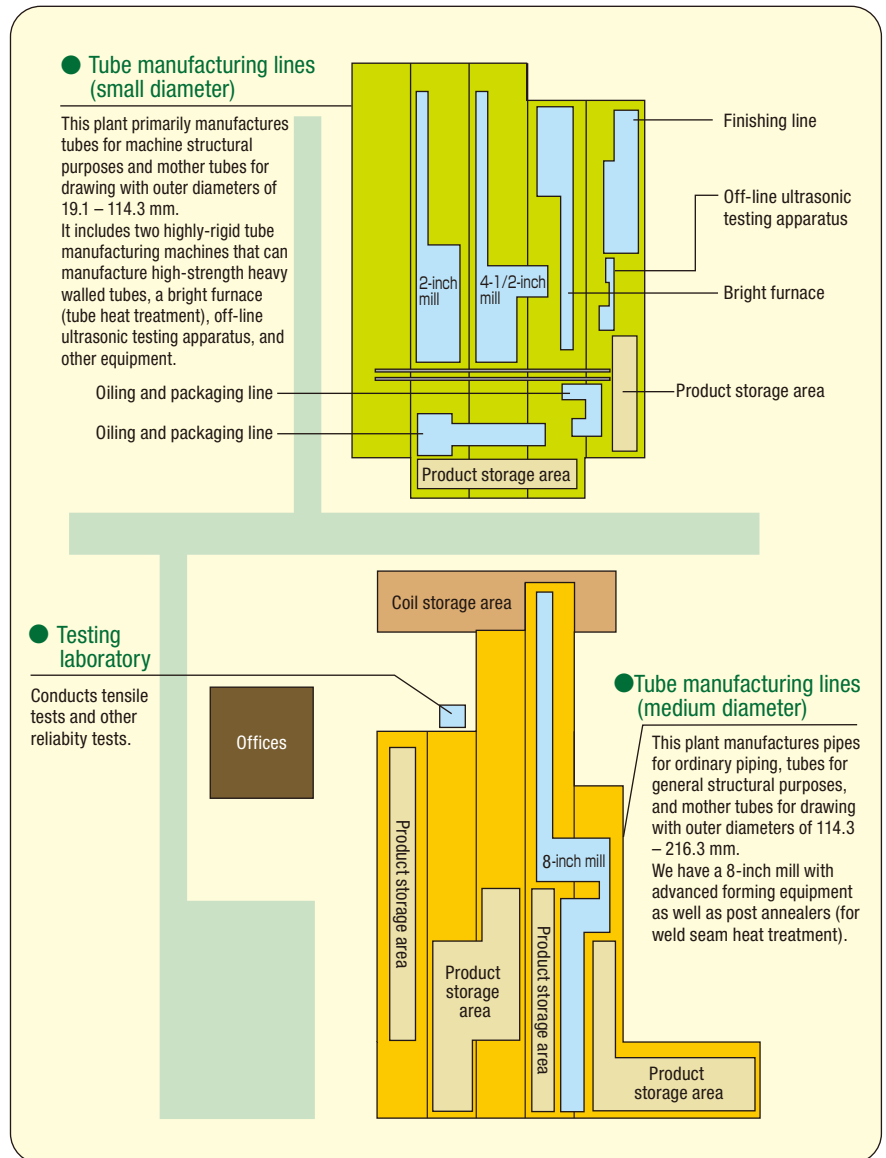 Tube manufacturing lines
(small diameter)
This plant primarily manufactures
tubes for machine structural
purposes and mother tubes for
drawing with outer diameters of
19.1 – 114.3 mm.
It includes two highly-rigid tube
manufacturing machines that can
manufacture high-strength heavy
walled tubes, a bright furnace
(tube heat treatment), off-line
ultrasonic testing apparatus, and
other equipment.
Finishing line
Off-line ultrasonic
testing apparatus
2-inch
mill
4-1/2-inch
mill
Bright furnace
Oiling and packaging line
Product storage area
Oiling and packaging line
Product storage area
Coil storage area
Testing
laboratory
Conducts tensile
tests and other
reliabity tests.
Offices
Tube manufacturing lines
(medium diameter)
This plant manufactures pipes
for ordinary piping, tubes for
general structural purposes,
and mother tubes for drawing
with outer diameters of 114.3
– 216.3 mm.
We have a 8-inch mill with
advanced forming equipment
as well as post annealers (for
weld seam heat treatment).
8-inch mill
Product storage area
Product
storage
area
Product storage area
Product
storage area